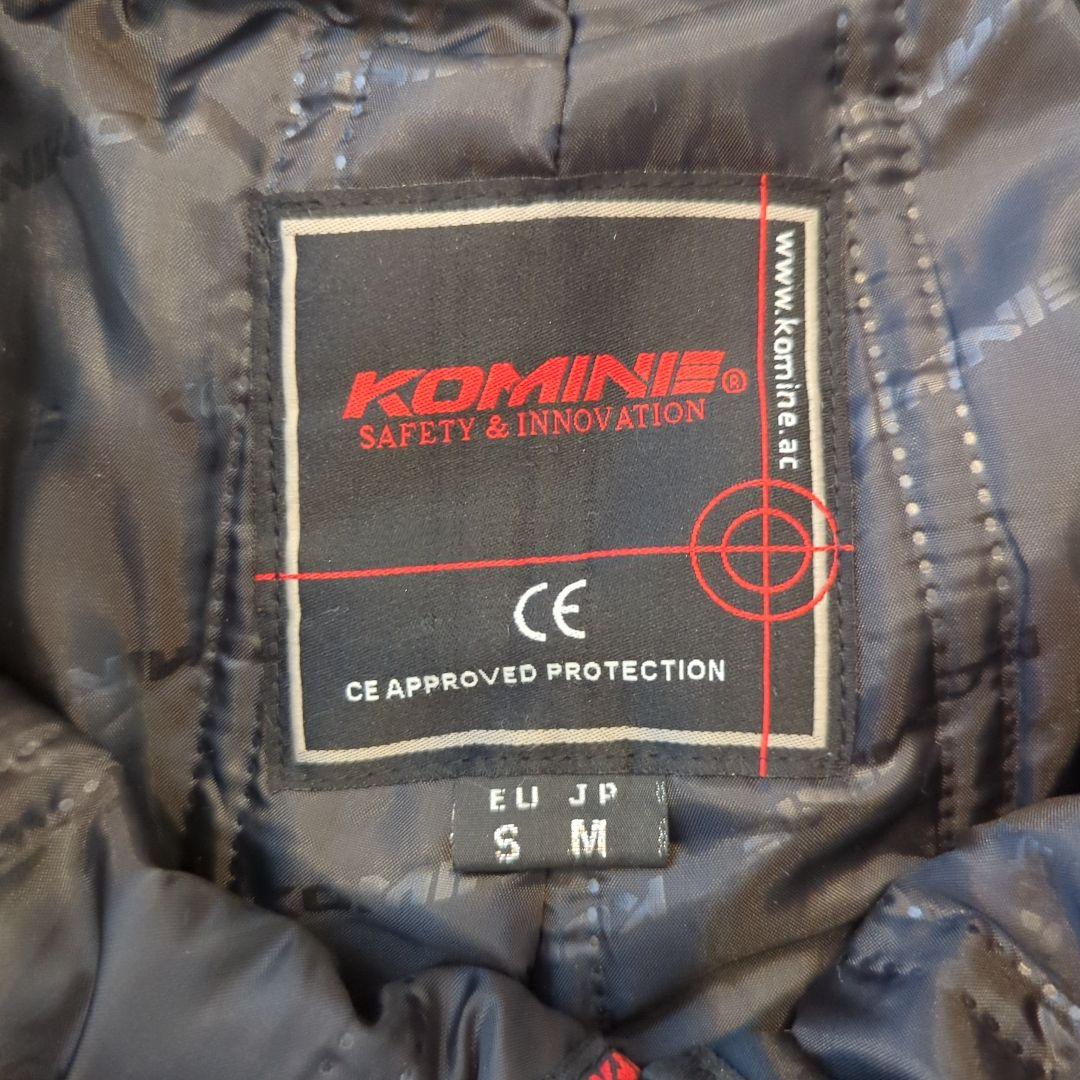 KOMINE®
SAFETY & INNOVATION
www.komine.ac
CE
CE APPROVED PROTECTION
EU JP
S M